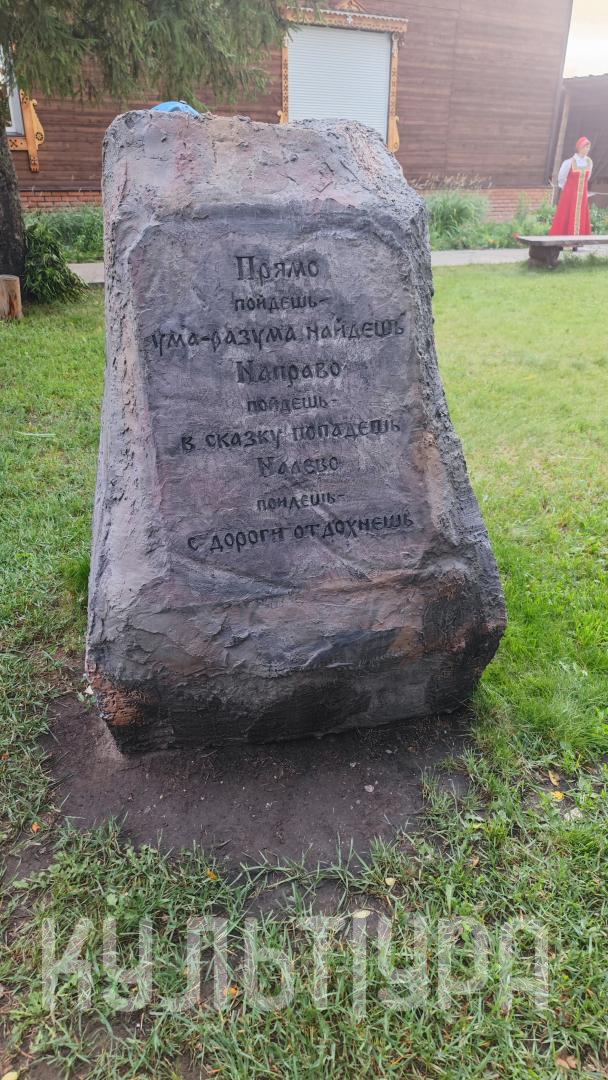 Прямо
пойдешь-
ума-разума найдешь
Направо
пойдешь-
в сказку попадешь
Налево
пойдешь-
с дороги отдохнешь
КУЛЬТУРА